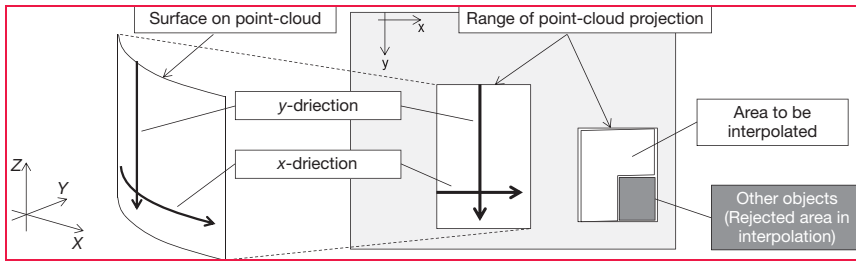 Surface on point-cloud
x
y
Range of point-cloud projection
y-driection
x-driection
Area to be
interpolated
Other objects
(Rejected area in
interpolation)
Z
Y
X